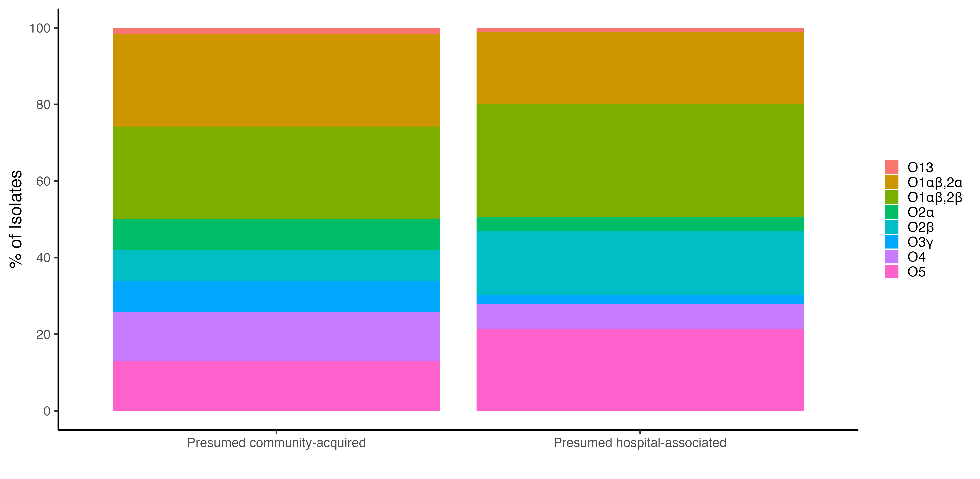 % of Isolates
100
80
60
40
20
0
Presumed community-acquired
Presumed hospital-associated
O13
O1αβ,2α
O1αβ,2β
O2α
O2β
O3γ
O4
O5